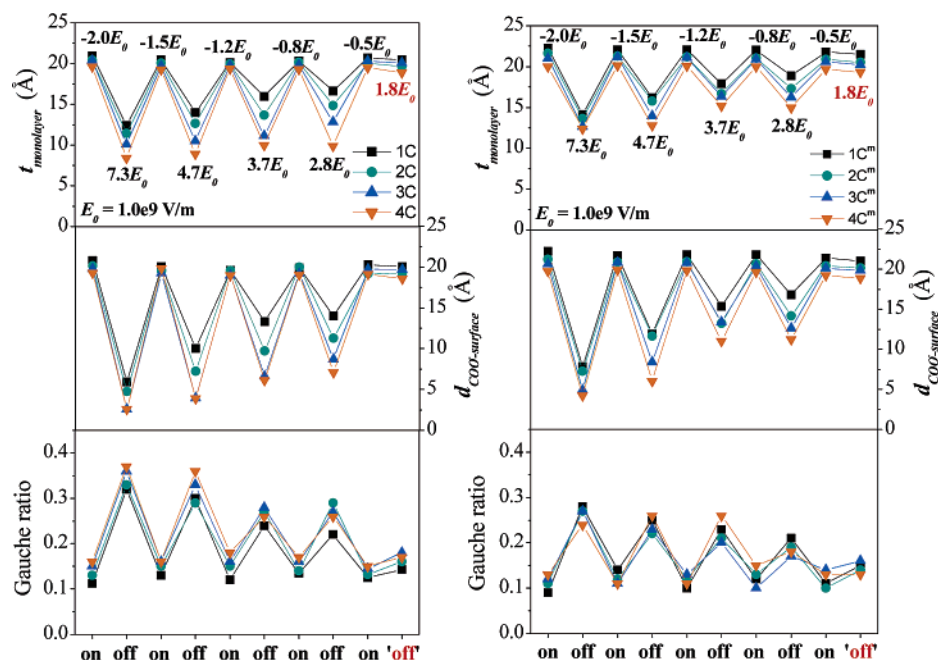 25
20
15
10
5
0
t monolayer (Å)
-2.0E0 -1.5E0 -1.2E0 -0.8E0 -0.5E0
1.8E0
7.3E0 4.7E0 3.7E0 2.8E0
E0 = 1.0e9 V/m
1C
2C
3C
4C
25
20
15
10
5
0
d COO-surface (Å)
0.4
0.3
0.2
0.1
0.0
Gauche ratio
on off on off on off on off on 'off'
25
20
15
10
5
0
t monolayer (Å)
-2.0E0 -1.5E0 -1.2E0 -0.8E0 -0.5E0
1.8E0
7.3E0 4.7E0 3.7E0 2.8E0
E0 = 1.0e9 V/m
1Cm
2Cm
3Cm
4Cm
25
20
15
10
5
0
d COO-surface (Å)
0.4
0.3
0.2
0.1
0.0
Gauche ratio
on off on off on off on off on 'off'